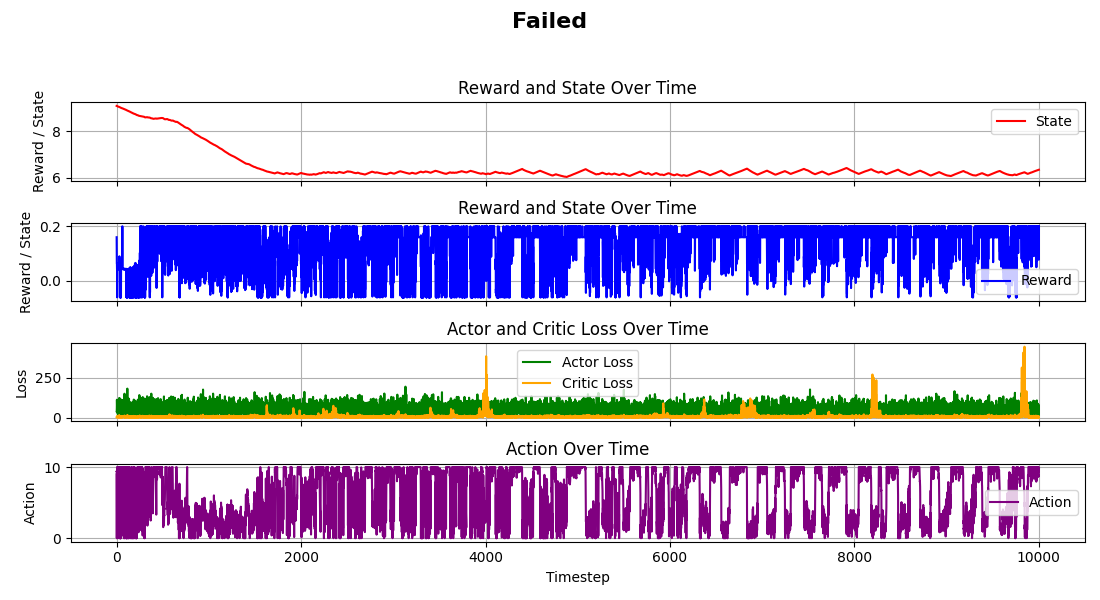 Failed
Reward and State Over Time
Reward / State
8
6
State
Reward and State Over Time
Reward / State
0.2
0.0
Reward
Actor and Critic Loss Over Time
Loss
250
0
Actor Loss
Critic Loss
Action Over Time
Action
10
0
Action
0 2000 4000 6000 8000 10000
Timestep